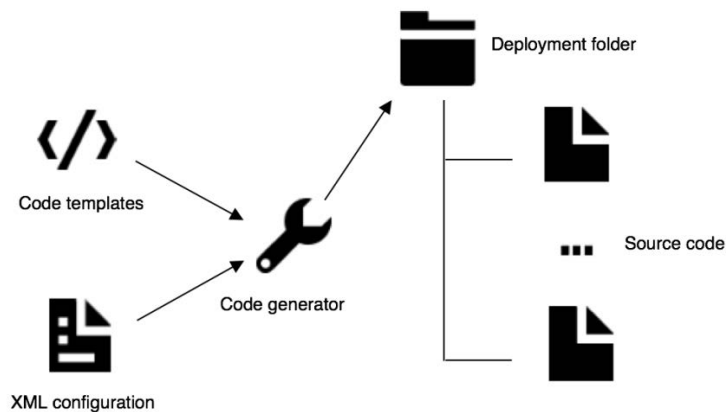 Deployment folder
Code templates
Source code
Code generator
XML configuration